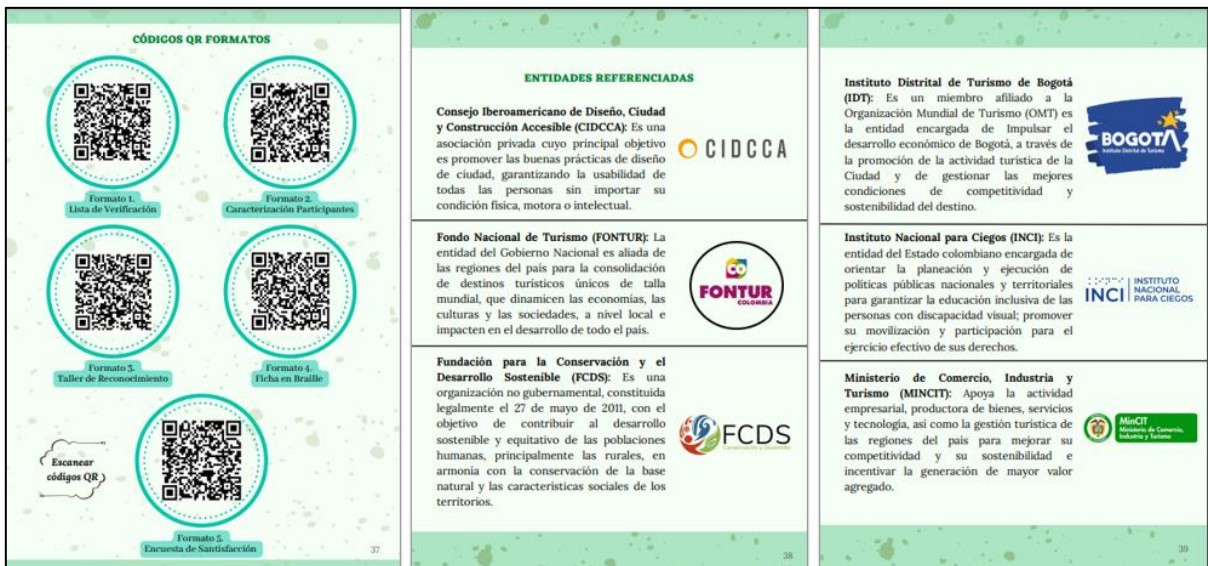 CÓDIGOS QR FORMATOS
Formato 1.
Lista de Verificación
Formato 2.
Caracterización Participantes
Formato 3.
Taller de Reconocimiento
Formato 4.
Ficha en Braille
Escanear
códigos QR
Formato 5.
Encuesta de Santisfacción
37
ENTIDADES REFERENCIADAS
Consejo Iberoamericano de Diseño, Ciudad
y Construcción Accesible (CIDCCA): Es una
asociación privada cuyo principal objetivo
es promover las buenas prácticas de diseño
de ciudad, garantizando la usabilidad de
todas las personas sin importar su
condición física, motora o intelectual.
CIDCCA
Fondo Nacional de Turismo (FONTUR): La
entidad del Gobierno Nacional es aliada de
las regiones del país para la consolidación
de destinos turísticos únicos de talla
mundial, que dinamicen las economías, las
culturas y las sociedades, a nivel local e
impacten en el desarrollo de todo el país.
CO
FONTUR
COLOMBIA
Fundación para la Conservación y el
Desarrollo Sostenible (FCDS): Es una
organización no gubernamental, constituida
legalmente el 27 de mayo de 2011, con el
objetivo de contribuir al desarrollo
sostenible y equitativo de las poblaciones
humanas, principalmente las rurales, en
armonía con la conservación de la base
natural y las características sociales de los
territorios.
FCDS
Conservación y Desarrollo
38
Instituto Distrital de Turismo de Bogotá
(IDT): Es un miembro afiliado a la
Organización Mundial de Turismo (OMT) es
la entidad encargada de Impulsar el
desarrollo económico de Bogotá, a través de
la promoción de la actividad turística de la
Ciudad y de gestionar las mejores
condiciones de competitividad y
sostenibilidad del destino.
BOGOTÁ
Instituto Distrital de Turismo
Instituto Nacional para Ciegos (INCI): Es la
entidad del Estado colombiano encargada de
orientar la planeación y ejecución de
políticas públicas nacionales y territoriales
para garantizar la educación inclusiva de las
personas con discapacidad visual; promover
su movilización y participación para el
ejercicio efectivo de sus derechos.
INCI
INSTITUTO
NACIONAL
PARA CIEGOS
Ministerio de Comercio, Industria y
Turismo (MINCIT): Apoya la actividad
empresarial, productora de bienes, servicios
y tecnología, así como la gestión turística de
las regiones del país para mejorar su
competitividad y su sostenibilidad e
incentivar la generación de mayor valor
agregado.
MinCIT
Ministerio de Comercio,
Industria y Turismo
39